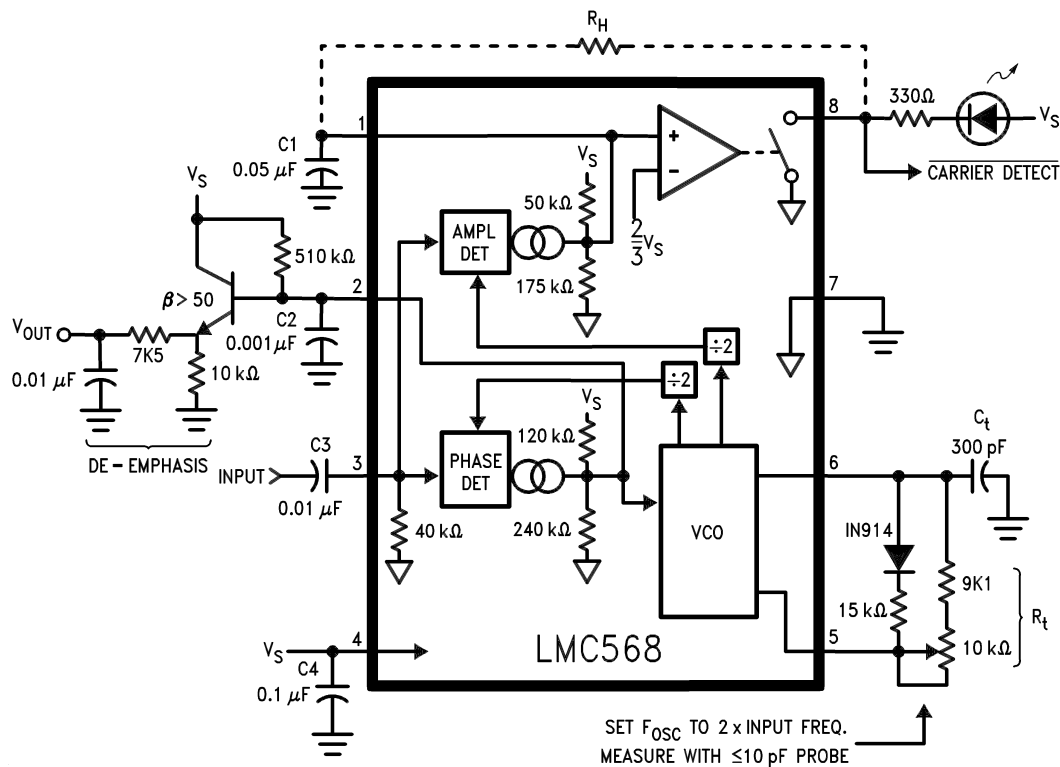 R_H
330Ω
V_S
CARRIER DETECT
8
1
C1
0.05 μF
V_S
+
−
V_S
50 kΩ
AMPL
DET
175 kΩ
2/3 V_S
510 kΩ
β > 50
2
C2
0.001 μF
V_OUT
7K5
10 kΩ
0.01 μF
DE-EMPHASIS
7
÷2
÷2
V_S
120 kΩ
C3
INPUT
3
0.01 μF
PHASE
DET
40 kΩ
240 kΩ
VCO
6
C_t
300 pF
IN914
9K1
15 kΩ
R_t
10 kΩ
5
V_S
4
C4
0.1 μF
LMC568
SET F_OSC TO 2 x INPUT FREQ.
MEASURE WITH ≤10 pF PROBE